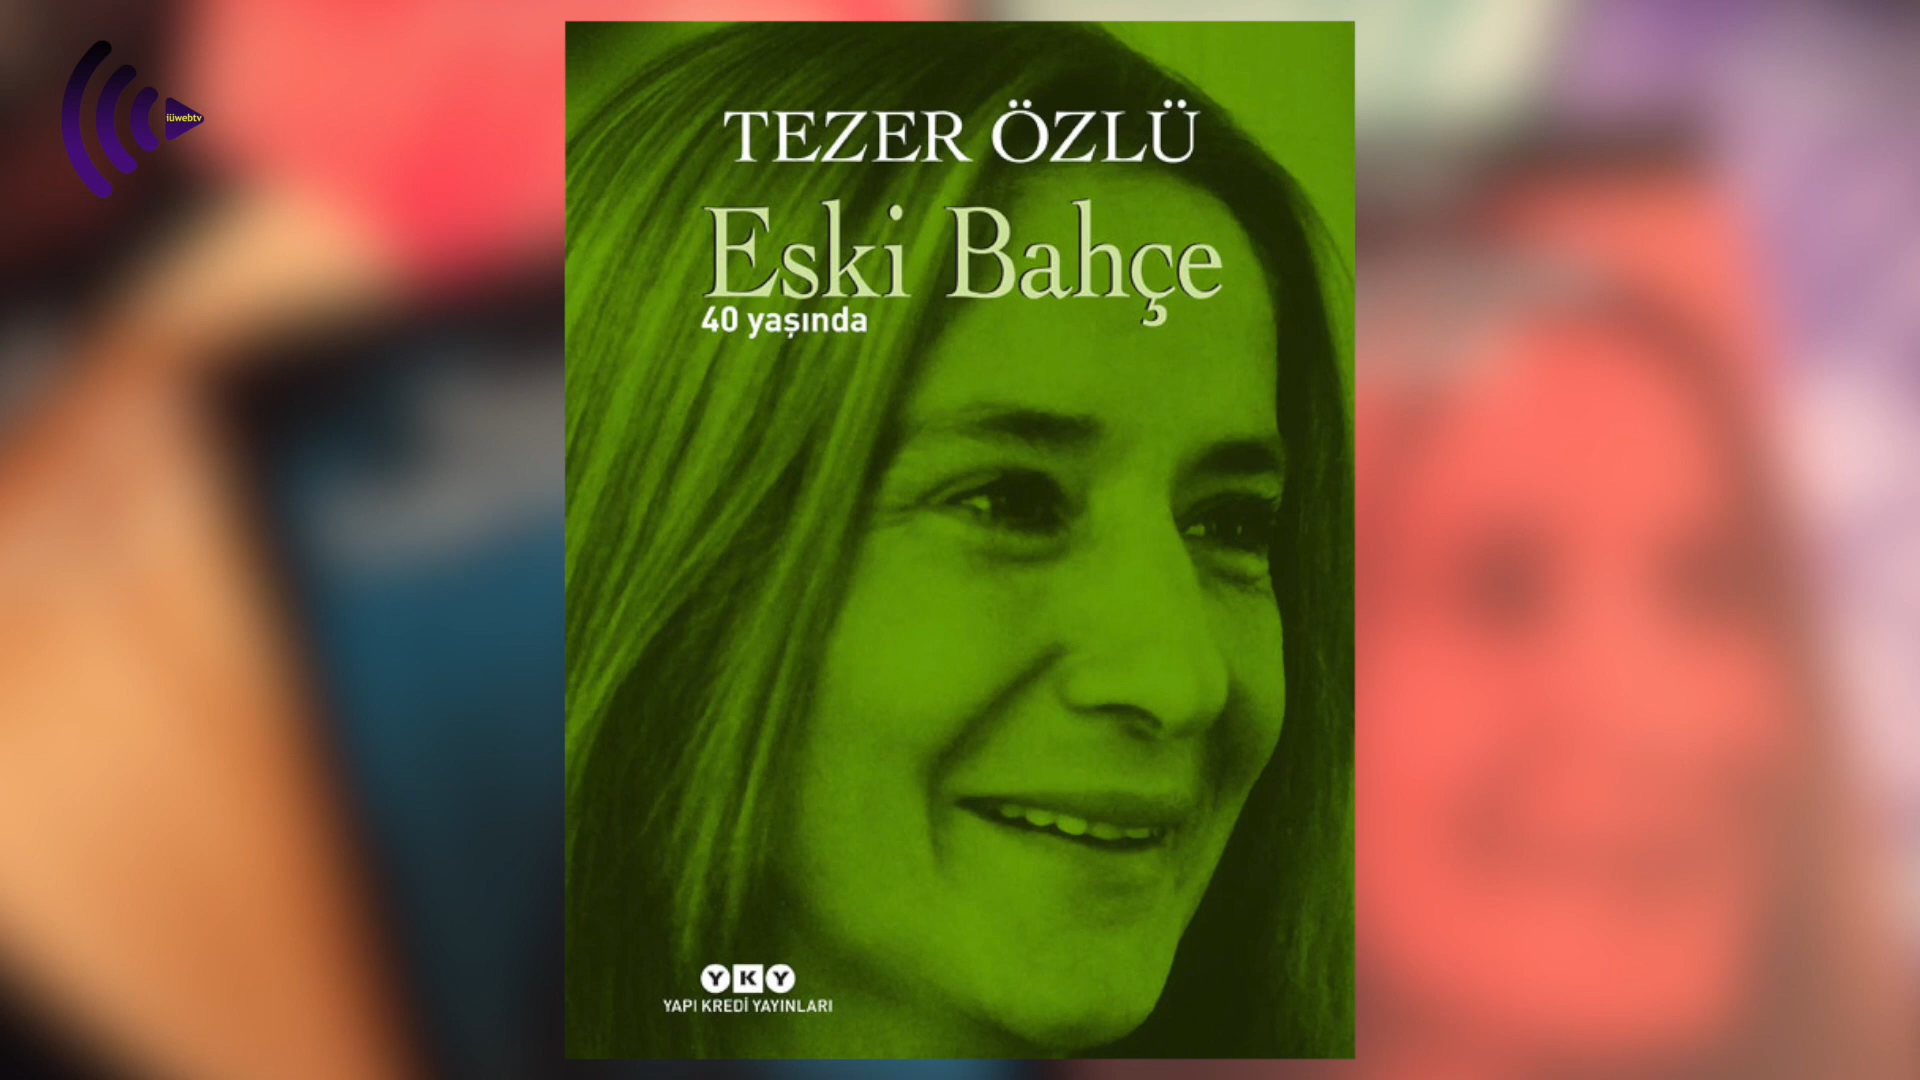 iüwebtv
TEZER ÖZLÜ
Eski Bahçe
40 yaşında
YKY
YAPI KREDİ YAYINLARI